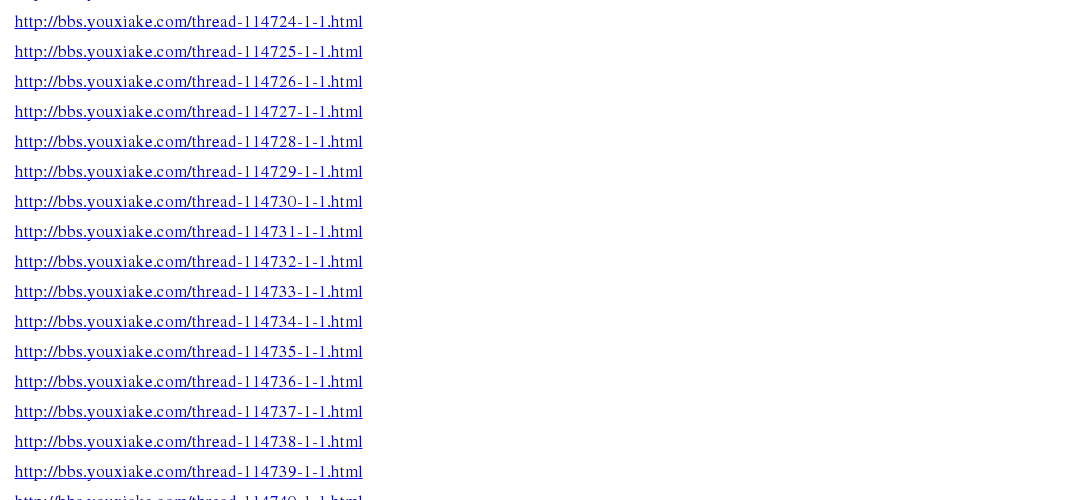 http://bbs.youxiake.com/thread-114724-1-1.html
http://bbs.youxiake.com/thread-114725-1-1.html
http://bbs.youxiake.com/thread-114726-1-1.html
http://bbs.youxiake.com/thread-114727-1-1.html
http://bbs.youxiake.com/thread-114728-1-1.html
http://bbs.youxiake.com/thread-114729-1-1.html
http://bbs.youxiake.com/thread-114730-1-1.html
http://bbs.youxiake.com/thread-114731-1-1.html
http://bbs.youxiake.com/thread-114732-1-1.html
http://bbs.youxiake.com/thread-114733-1-1.html
http://bbs.youxiake.com/thread-114734-1-1.html
http://bbs.youxiake.com/thread-114735-1-1.html
http://bbs.youxiake.com/thread-114736-1-1.html
http://bbs.youxiake.com/thread-114737-1-1.html
http://bbs.youxiake.com/thread-114738-1-1.html
http://bbs.youxiake.com/thread-114739-1-1.html